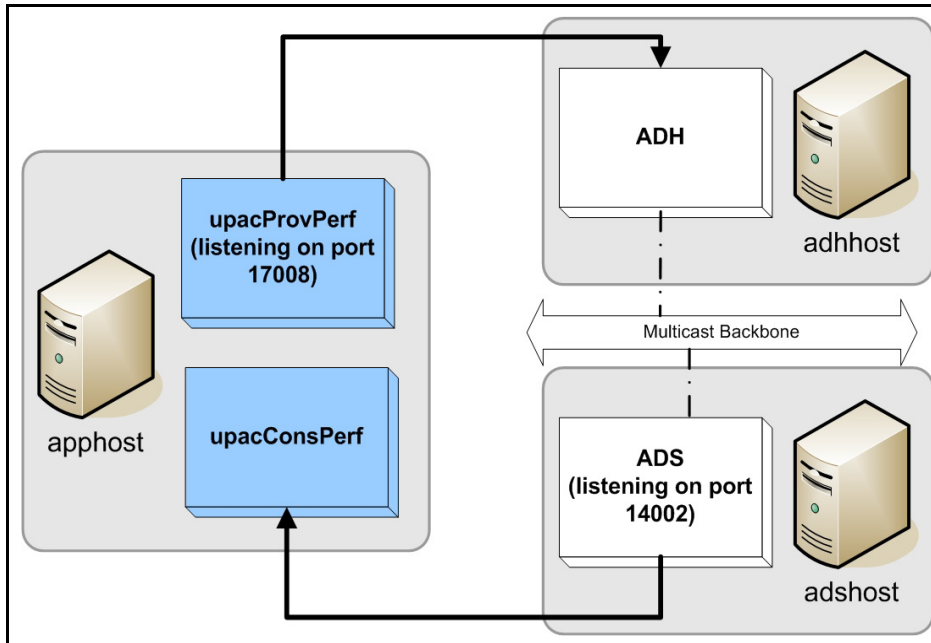 upacProvPerf
(listening on port
17008)
upacConsPerf
apphost
ADH
adhhost
Multicast Backbone
ADS
(listening on port
14002)
adshost